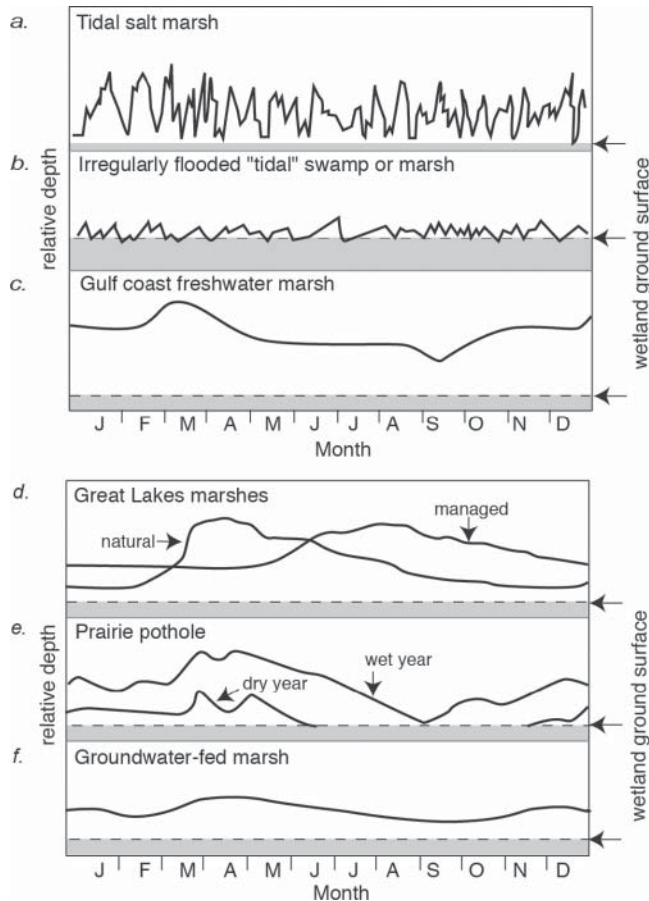 a.
Tidal salt marsh
b.
Irregularly flooded "tidal" swamp or marsh
relative depth
c.
Gulf coast freshwater marsh
wetland ground surface
J F M A M J J A S O N D
Month
d.
Great Lakes marshes
managed
natural
e.
Prairie pothole
wet year
dry year
relative depth
f.
Groundwater-fed marsh
wetland ground surface
J F M A M J J A S O N D
Month